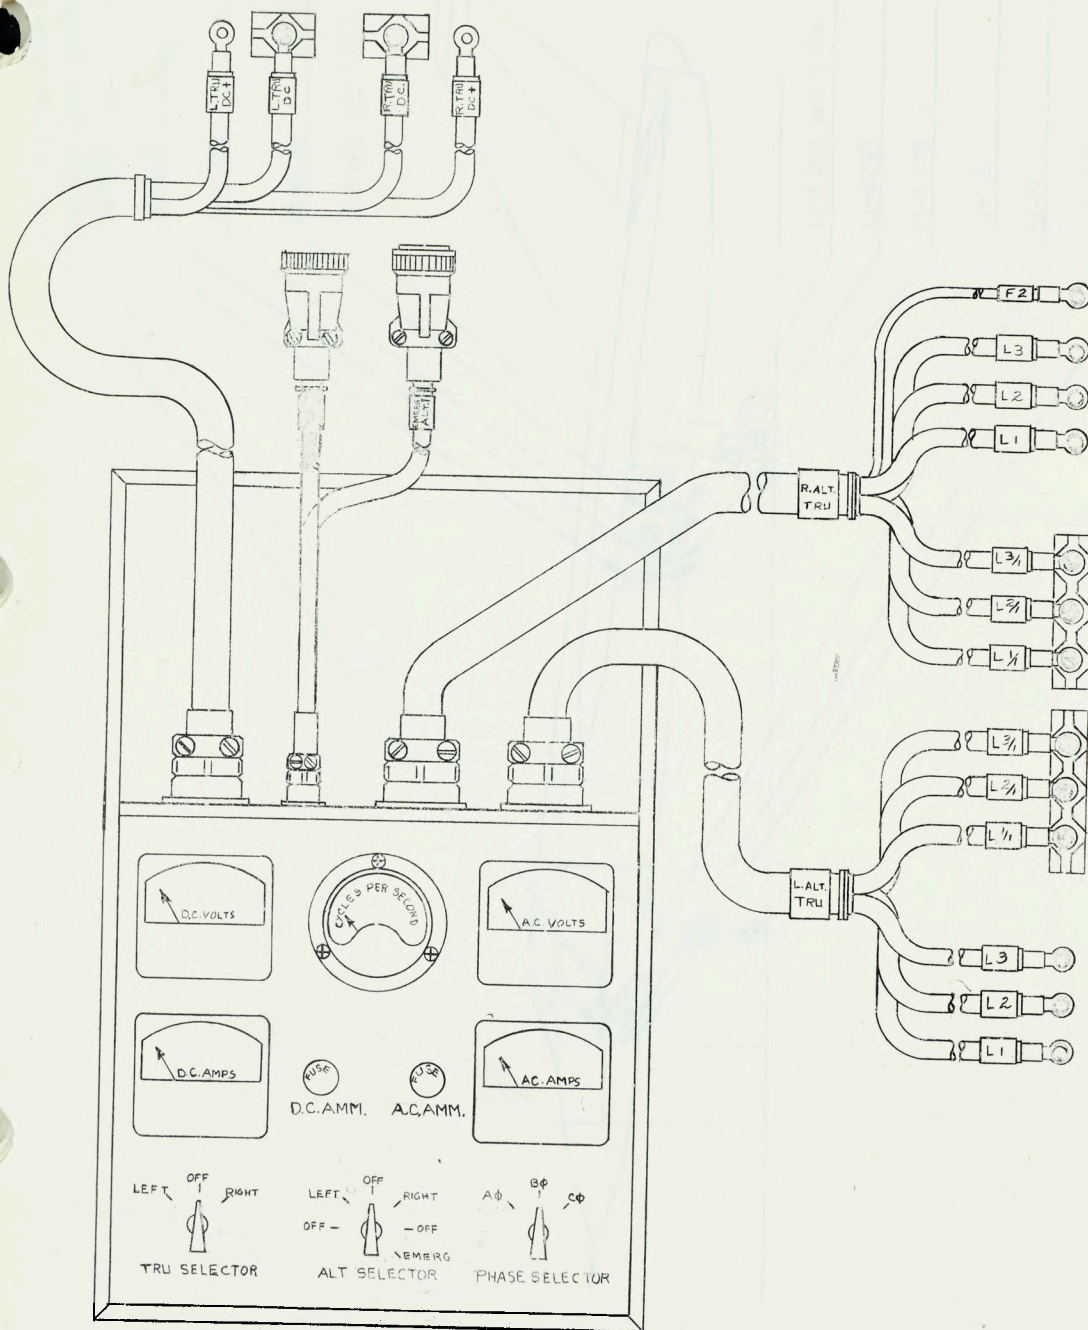 L.TRU
DC+
L.TRU
DC
R.TRU
D.C.
R.TRU
DC+
EMERG
ALT.
F2
L3
L2
L1
R.ALT.
TRU
L3/1
L2/1
L1/1
L3/1
L2/1
L1/1
L.ALT.
TRU
L3
L2
L1
D.C. VOLTS
CYCLES PER SECOND
A.C. VOLTS
D.C. AMPS
FUSE
D.C. AMM.
FUSE
A.C. AMM.
A.C. AMPS
LEFT
OFF
RIGHT
TRU SELECTOR
LEFT
OFF
RIGHT
OFF
OFF
EMERG
ALT SELECTOR
AΦ
BΦ
CΦ
PHASE SELECTOR